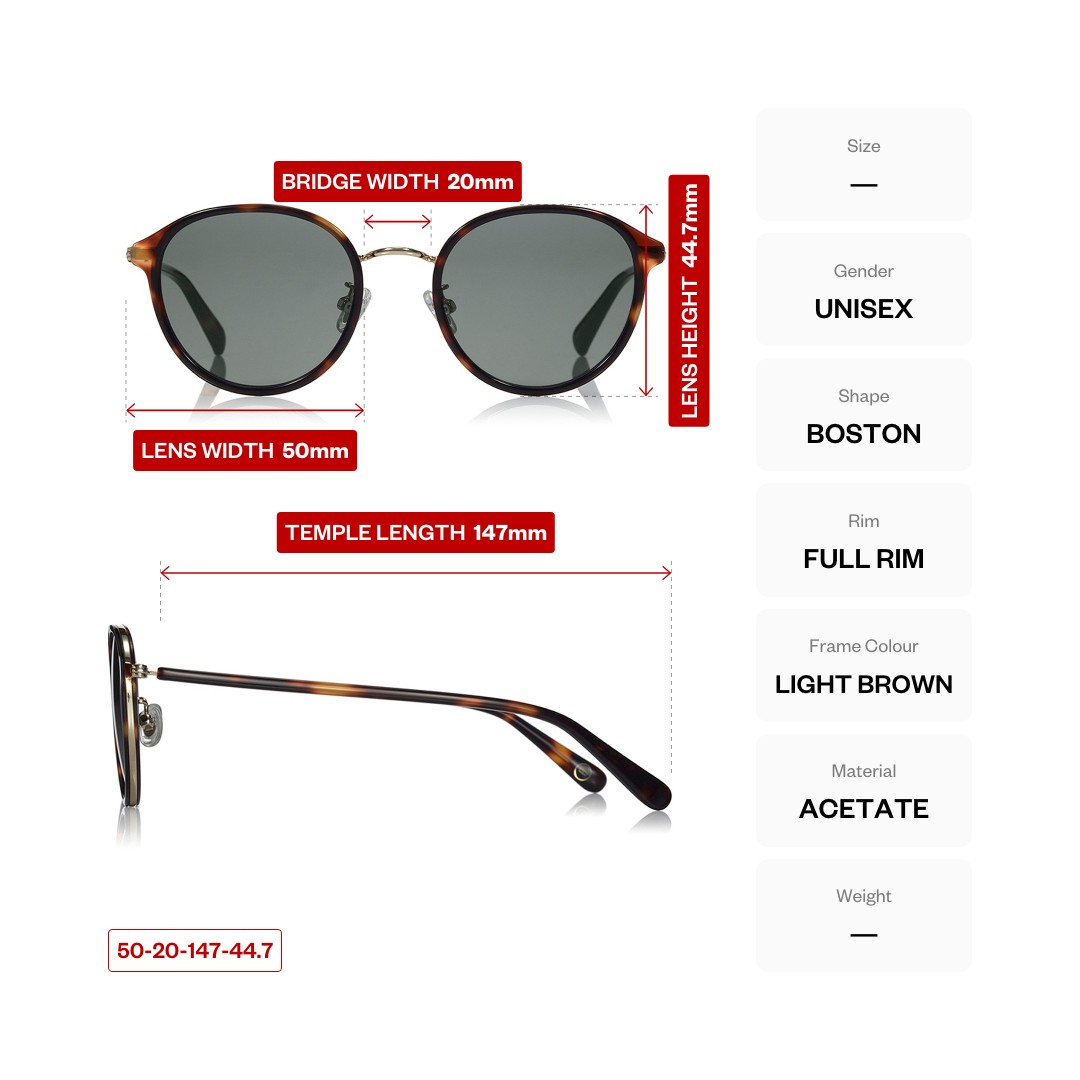 BRIDGE WIDTH 20mm
LENS HEIGHT 44.7mm
LENS WIDTH 50mm
TEMPLE LENGTH 147mm
50-20-147-44.7
Size
—
Gender
UNISEX
Shape
BOSTON
Rim
FULL RIM
Frame Colour
LIGHT BROWN
Material
ACETATE
Weight
—